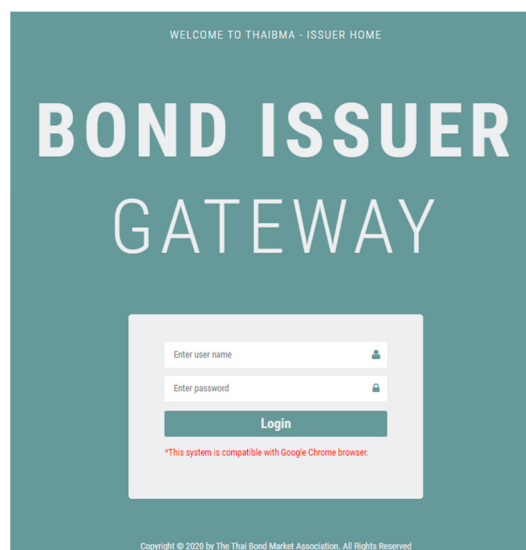 WELCOME TO THAIBMA - ISSUER HOME
BOND ISSUER
GATEWAY
Enter user name
Enter password
Login
*This system is compatible with Google Chrome browser.
Copyright © 2020 by The Thai Bond Market Association. All Rights Reserved